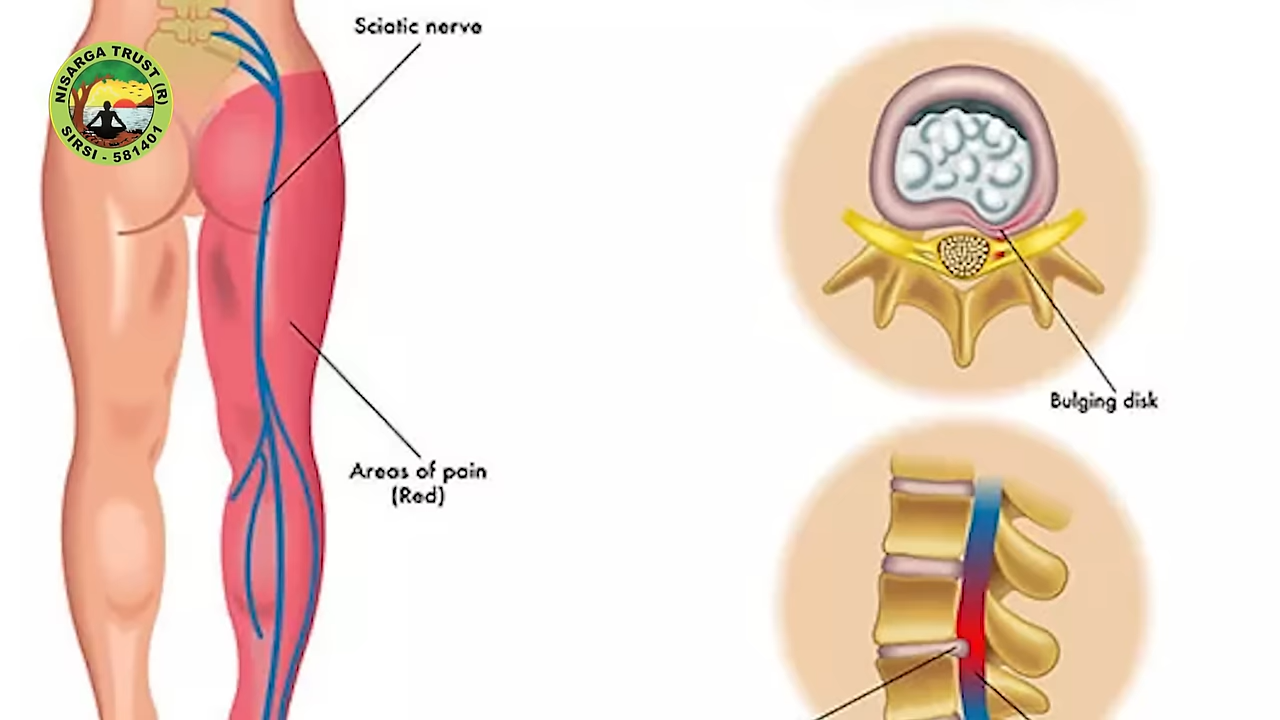 NISARGA TRUST (R)
SIRSI - 581401
Sciatic nerve
Areas of pain
(Red)
Bulging disk